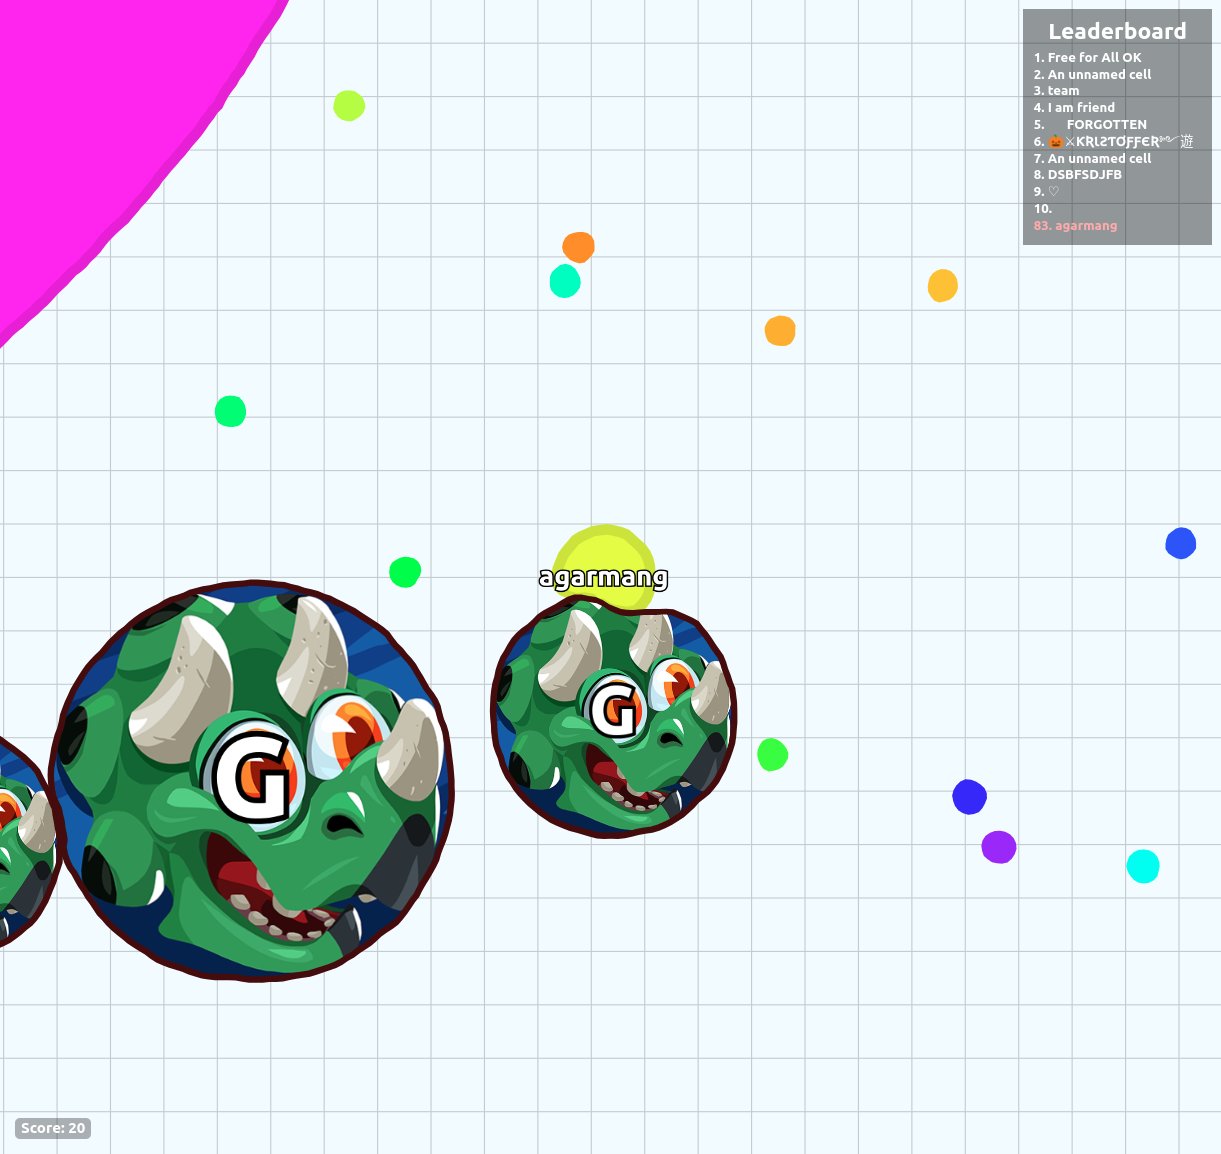 Leaderboard
1. Free for All OK
2. An unnamed cell
3. team
4. I am friend
5. FORGOTTEN
6.
7. An unnamed cell
8. DSBFSDJFB
9. ♡
10.
83. agarmang
agarmang
G
G
Score: 20